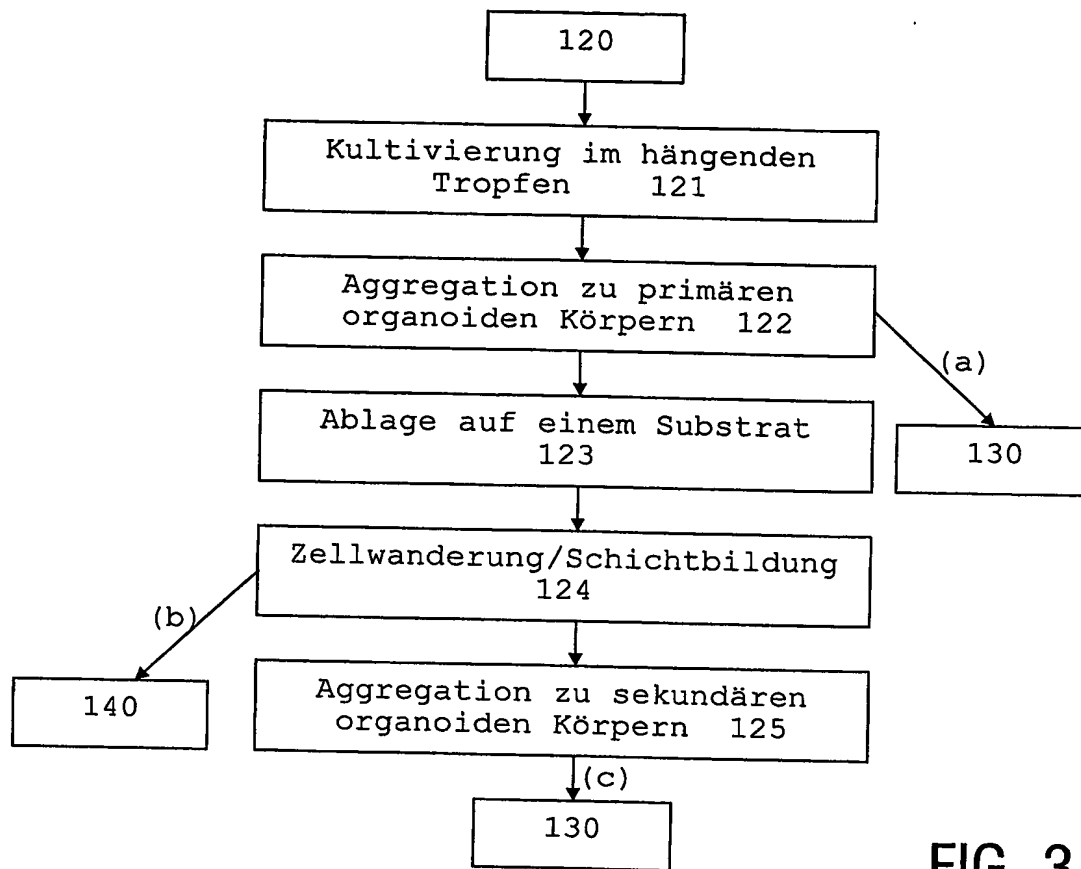 120
Kultivierung im hängenden
Tropfen 121
Aggregation zu primären
organoiden Körpern 122
(a)
Ablage auf einem Substrat
123
130
Zellwanderung/Schichtbildung
124
(b)
140
Aggregation zu sekundären
organoiden Körpern 125
(c)
130
FIG. 3